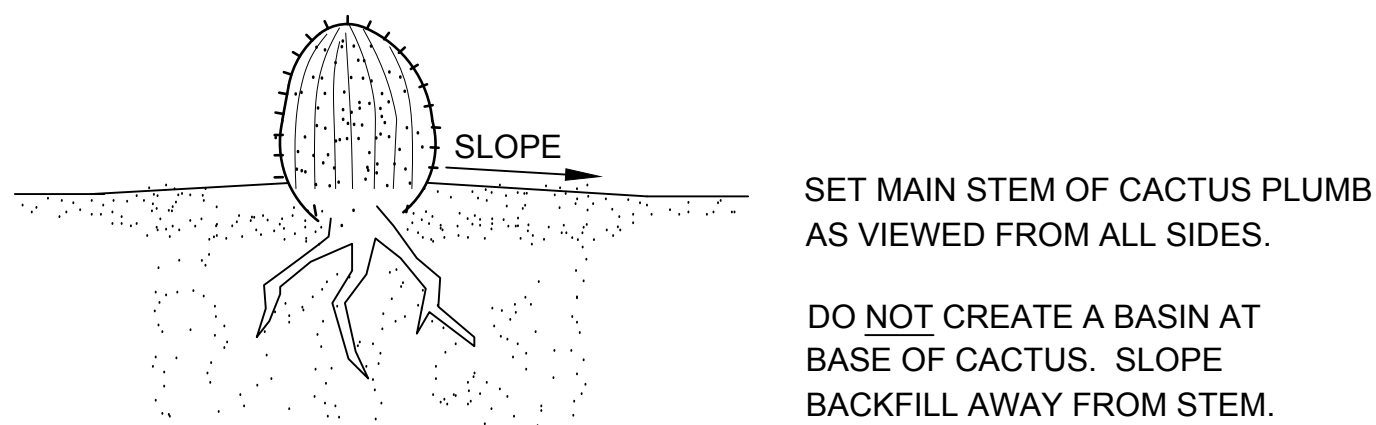 SLOPE
SET MAIN STEM OF CACTUS PLUMB
AS VIEWED FROM ALL SIDES.
DO NOT CREATE A BASIN AT
BASE OF CACTUS.  SLOPE
BACKFILL AWAY FROM STEM.